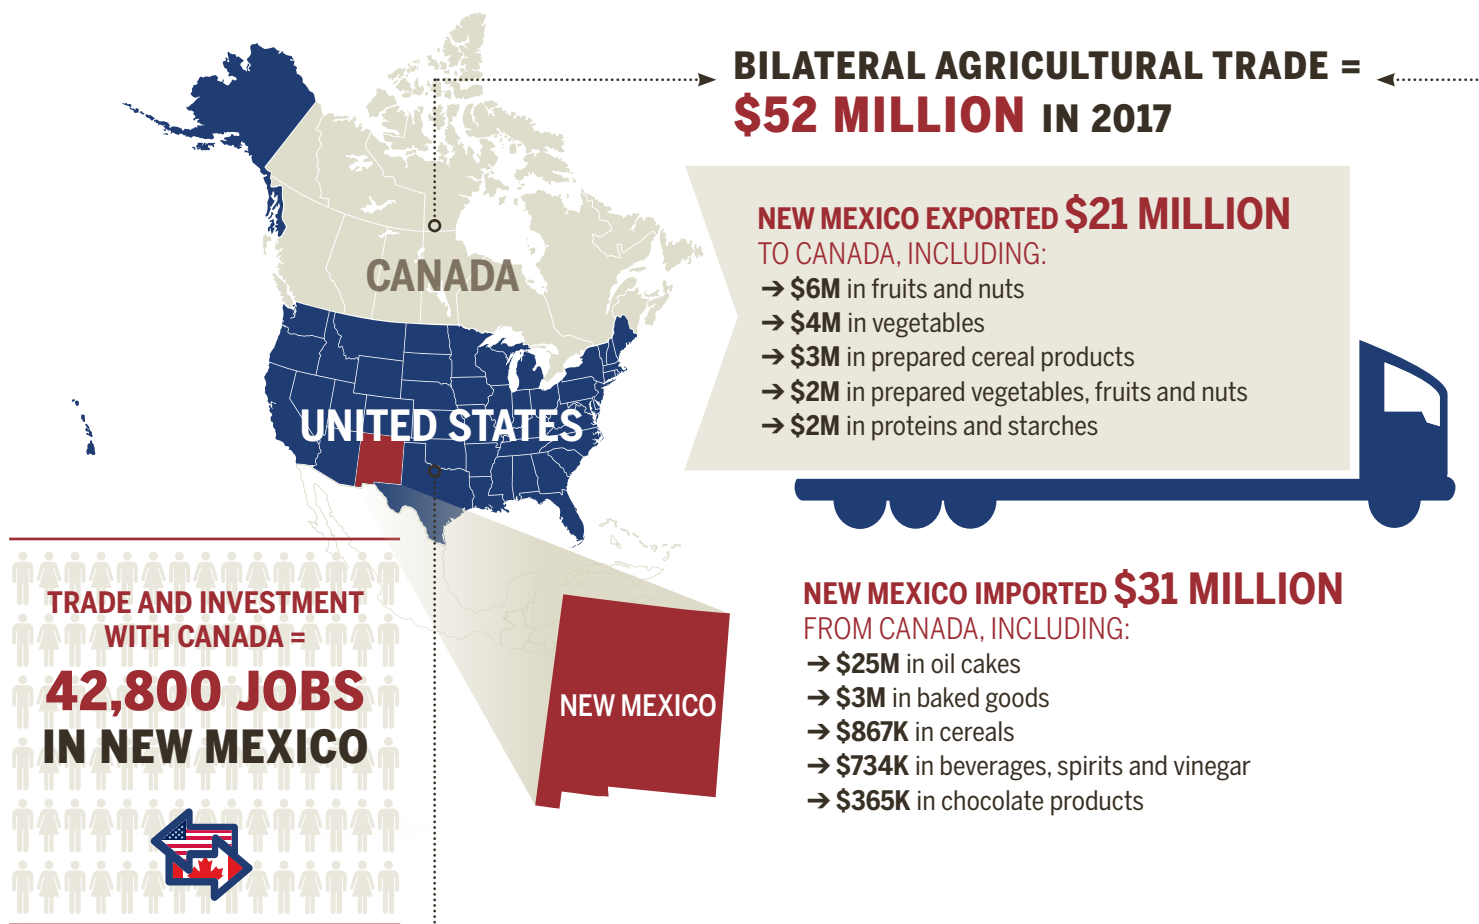 BILATERAL AGRICULTURAL TRADE =
$52 MILLION IN 2017
NEW MEXICO EXPORTED $21 MILLION
TO CANADA, INCLUDING:
➔ $6M in fruits and nuts
➔ $4M in vegetables
➔ $3M in prepared cereal products
➔ $2M in prepared vegetables, fruits and nuts
➔ $2M in proteins and starches
CANADA
UNITED STATES
NEW MEXICO
NEW MEXICO IMPORTED $31 MILLION
FROM CANADA, INCLUDING:
➔ $25M in oil cakes
➔ $3M in baked goods
➔ $867K in cereals
➔ $734K in beverages, spirits and vinegar
➔ $365K in chocolate products
TRADE AND INVESTMENT
WITH CANADA =
42,800 JOBS
IN NEW MEXICO